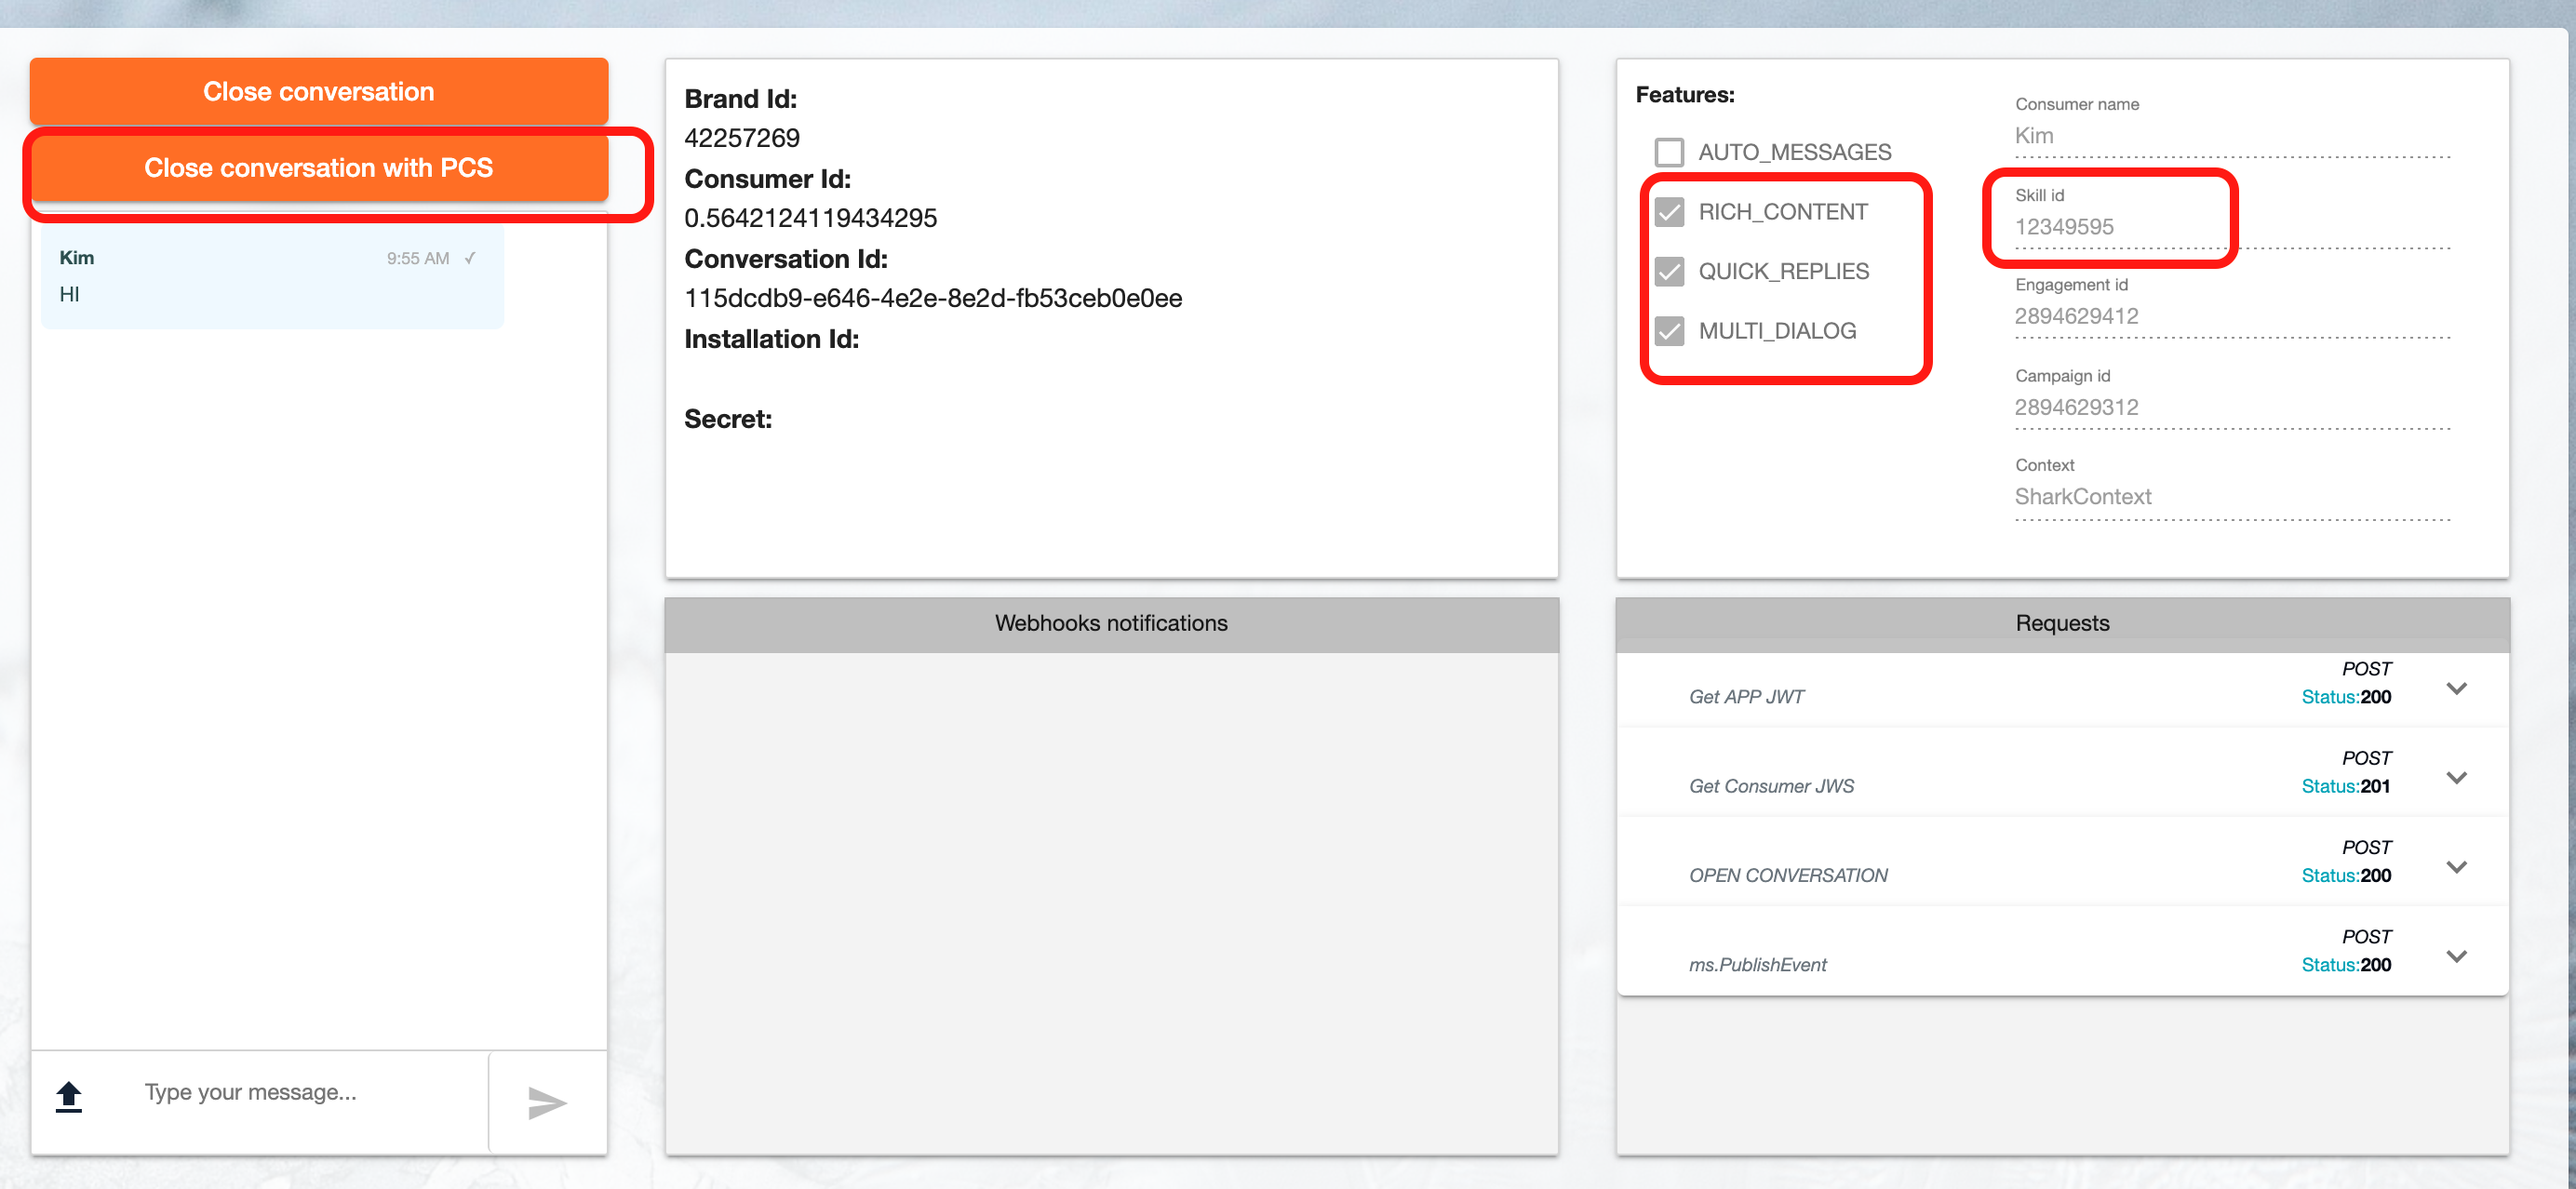 Close conversation
Close conversation with PCS
Kim 9:55 AM ✓
HI
Type your message...
Brand Id:
42257269
Consumer Id:
0.5642124119434295
Conversation Id:
115dcdb9-e646-4e2e-8e2d-fb53ceb0e0ee
Installation Id:
Secret:
Features:
AUTO_MESSAGES
RICH_CONTENT
QUICK_REPLIES
MULTI_DIALOG
Consumer name
Kim
Skill id
12349595
Engagement id
2894629412
Campaign id
2894629312
Context
SharkContext
Webhooks notifications
Requests
POST
Get APP JWT Status:200
POST
Get Consumer JWS Status:201
POST
OPEN CONVERSATION Status:200
POST
ms.PublishEvent Status:200